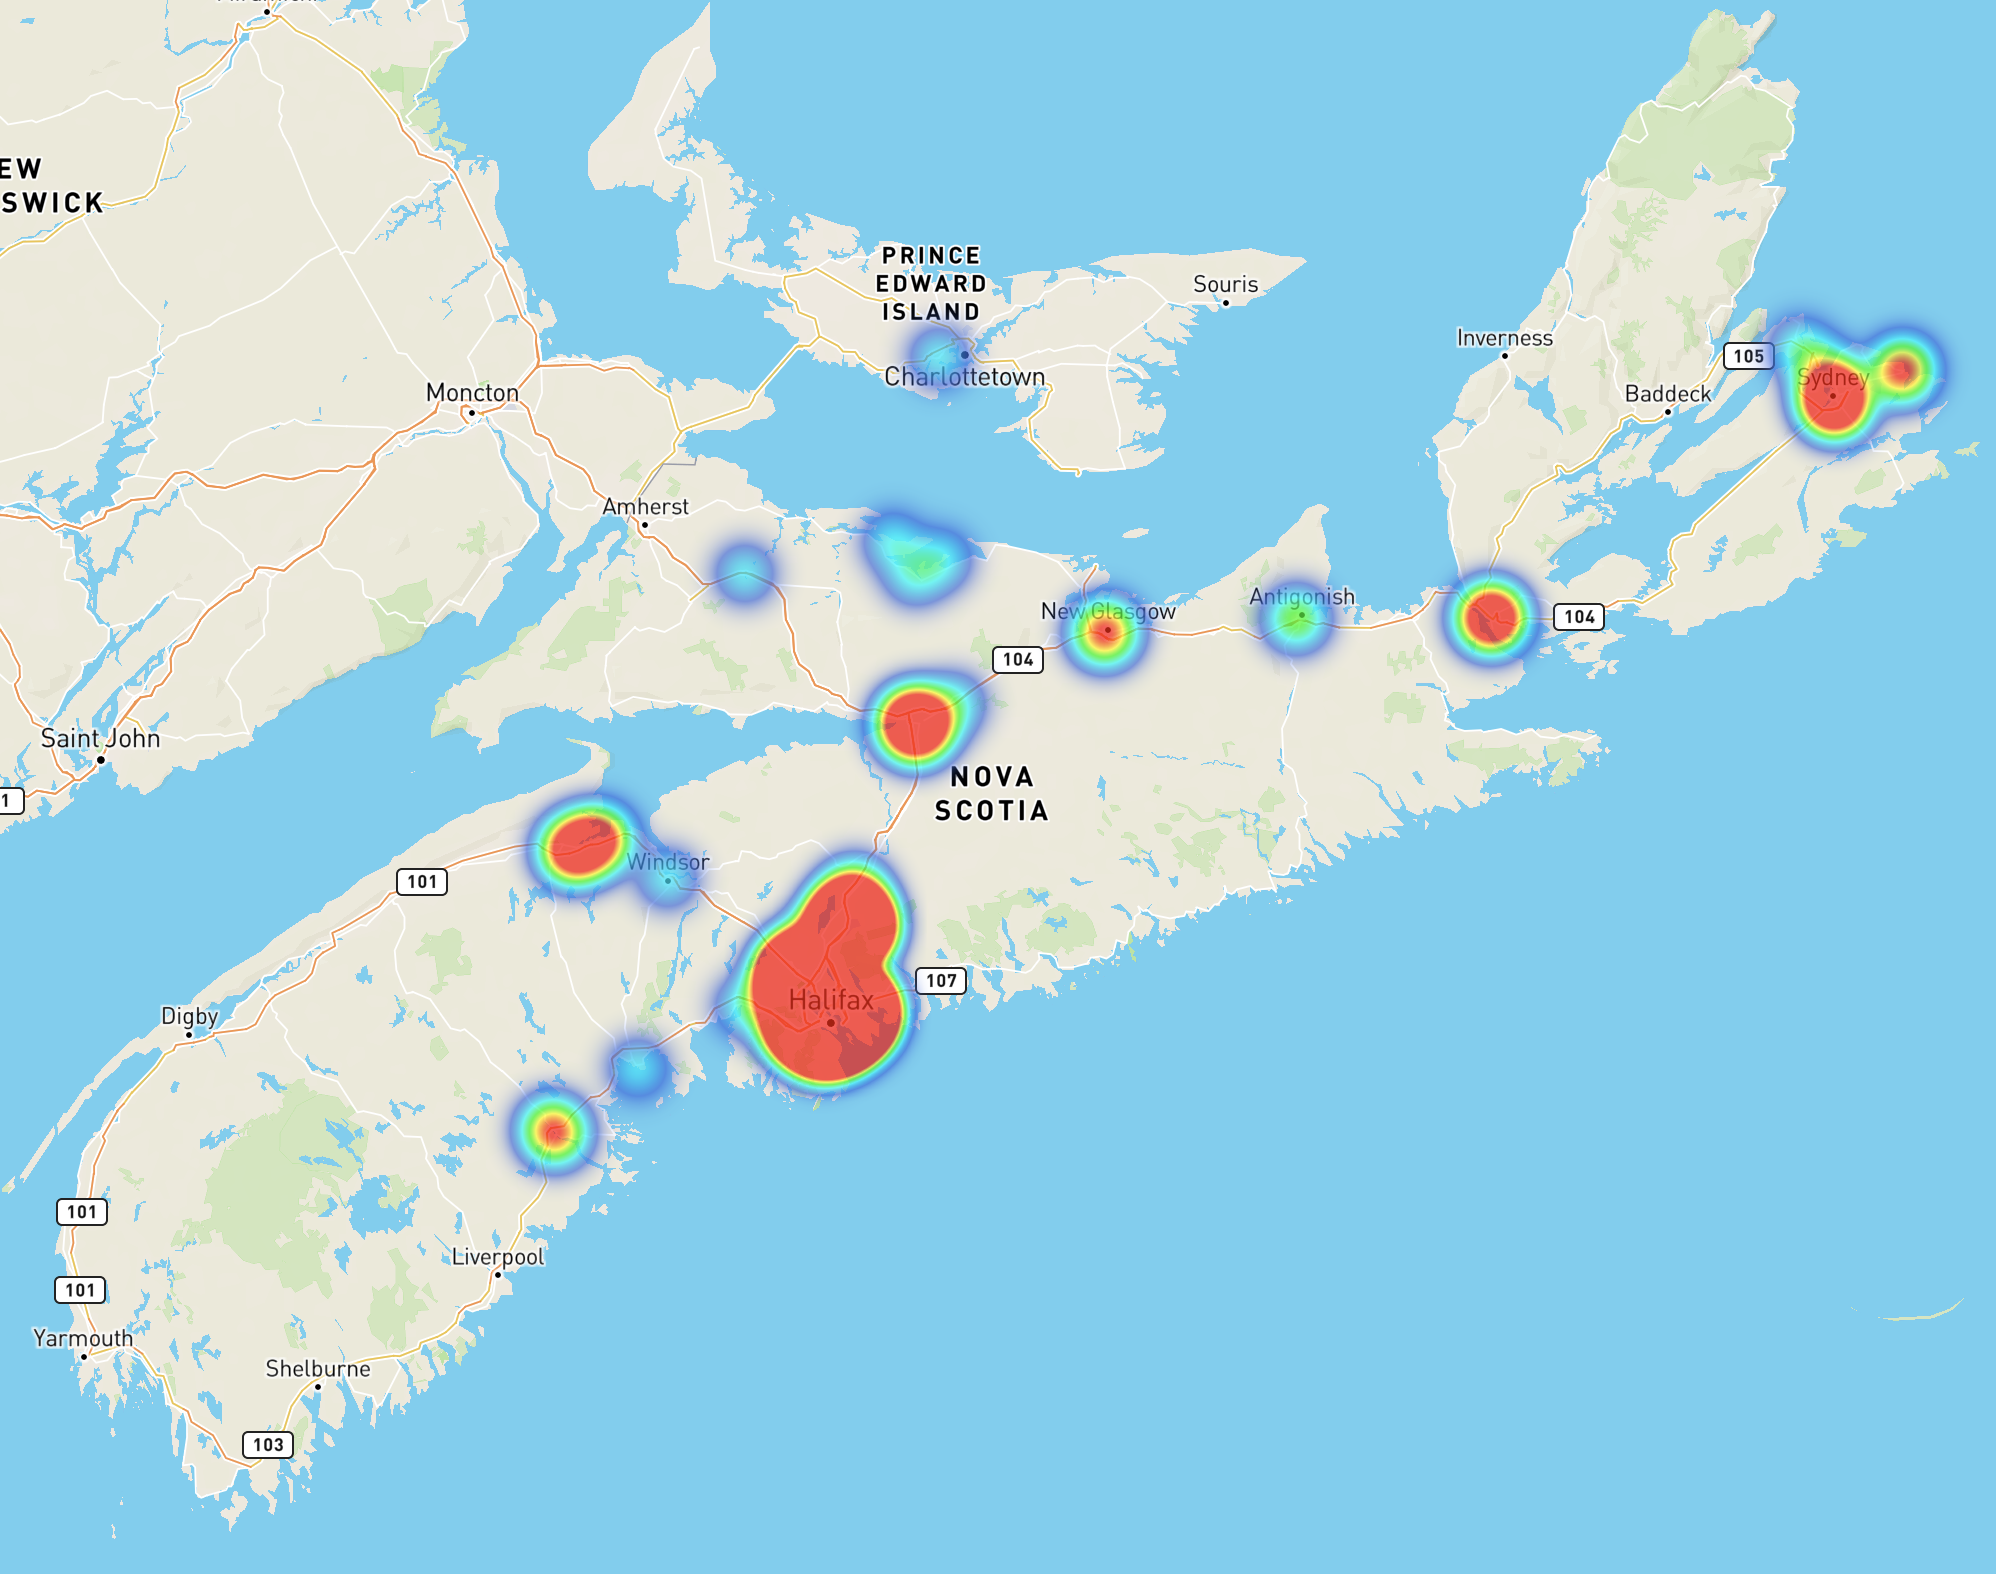 EW
SWICK
PRINCE
EDWARD
ISLAND
Souris
Inverness
105
Sydney
Charlottetown
Moncton
Baddeck
Amherst
Antigonish
New Glasgow
104
104
Saint John
NOVA
SCOTIA
1
Windsor
101
107
Halifax
Digby
101
Liverpool
101
Yarmouth
Shelburne
103